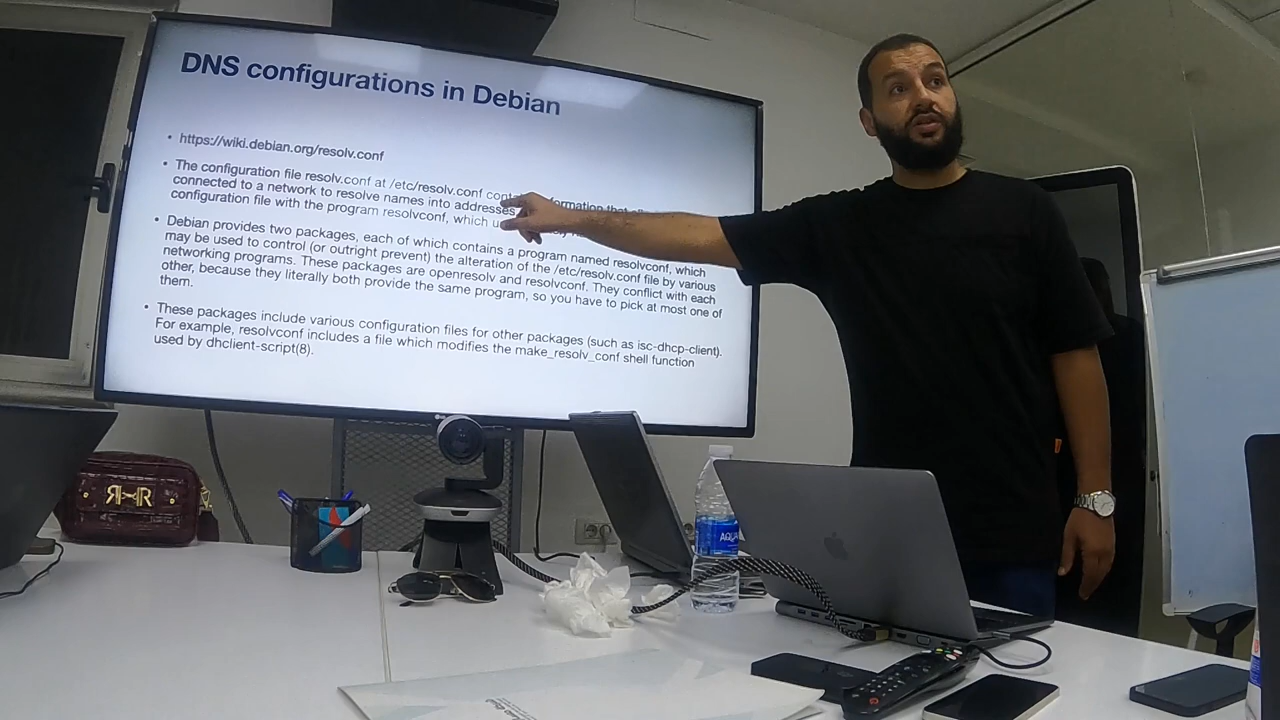 DNS configurations in Debian
• https://wiki.debian.org/resolv.conf
• The configuration file resolv.conf at /etc/resolv.conf
connected to a network to resolve names into addresses
configuration file with the program resolvconf, which
• Debian provides two packages, each of which contains a program named resolvconf, which
may be used to control (or outright prevent) the alteration of the /etc/resolv.conf file by various
networking programs. These packages are openresolv and resolvconf. They conflict with each
other, because they literally both provide the same program, so you have to pick at most one of
them.
• These packages include various configuration files for other packages (such as isc-dhcp-client).
For example, resolvconf includes a file which modifies the make_resolv_conf shell function
used by dhclient-script(8).